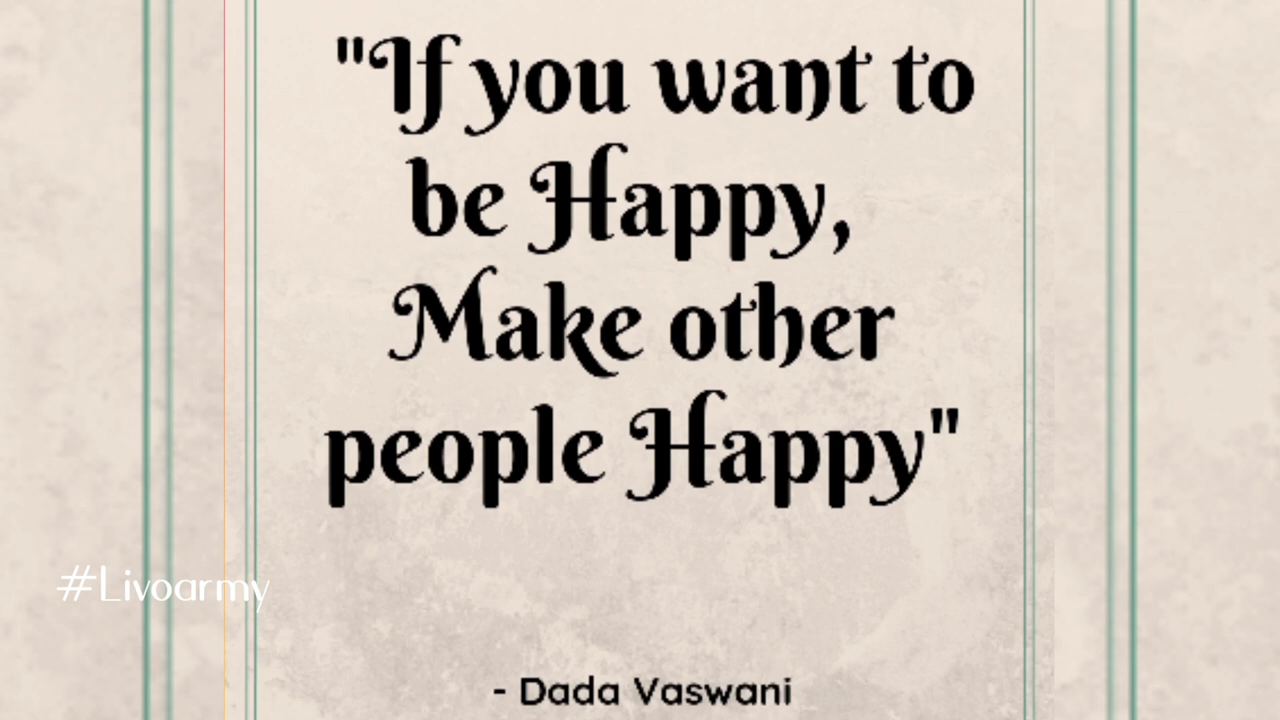 "If you want to
be Happy,
Make other
people Happy"
#Livoarmy
- Dada Vaswani